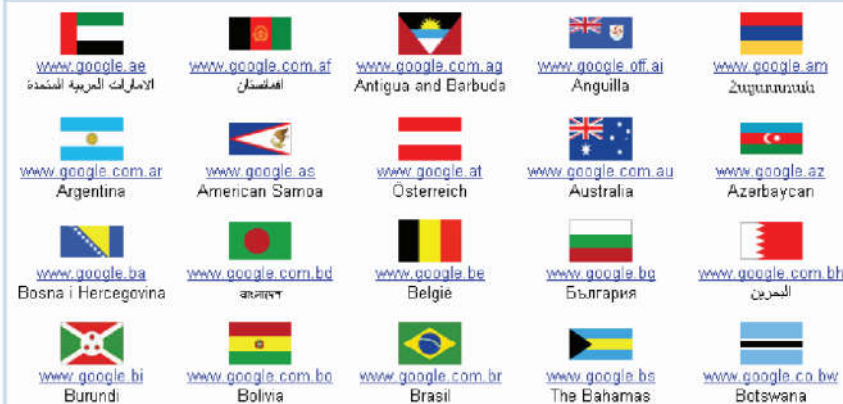 www.google.ae www.google.com.af www.google.com.ag www.google.off.ai www.google.am
الامارات العربية المتحدة افغانستان Antigua and Barbuda Anguilla Հայաստան
www.google.com.ar www.google.as www.google.at www.google.com.au www.google.az
Argentina American Samoa Österreich Australia Azərbaycan
www.google.ba www.google.com.bd www.google.be www.google.bg www.google.com.bh
Bosna i Hercegovina বাংলাদেশ België България البحرين
www.google.bi www.google.com.bo www.google.com.br www.google.bs www.google.co.bw
Burundi Bolivia Brasil The Bahamas Botswana